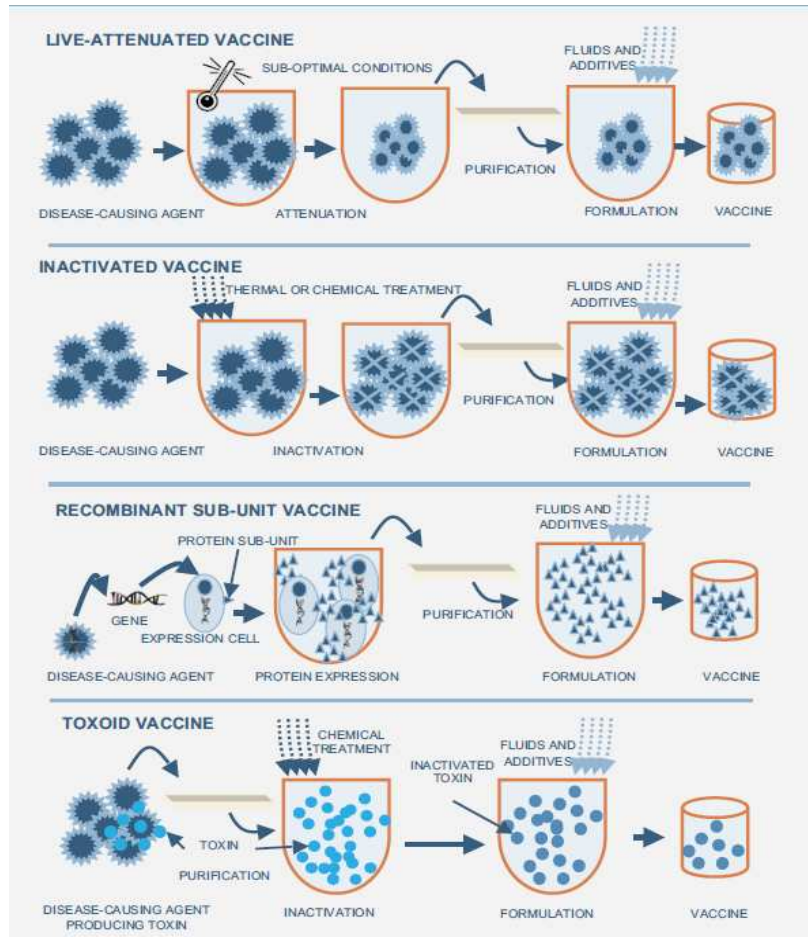 LIVE-ATTENUATED VACCINE
FLUIDS AND
ADDITIVES
SUB-OPTIMAL CONDITIONS
PURIFICATION
DISEASE-CAUSING AGENT
ATTENUATION
FORMULATION
VACCINE
INACTIVATED VACCINE
THERMAL OR CHEMICAL TREATMENT
FLUIDS AND
ADDITIVES
PURIFICATION
DISEASE-CAUSING AGENT
INACTIVATION
FORMULATION
VACCINE
RECOMBINANT SUB-UNIT VACCINE
FLUIDS AND
ADDITIVES
PROTEIN SUB-UNIT
PURIFICATION
GENE
EXPRESSION CELL
DISEASE-CAUSING AGENT
PROTEIN EXPRESSION
FORMULATION
VACCINE
TOXOID VACCINE
CHEMICAL
TREATMENT
FLUIDS AND
ADDITIVES
INACTIVATED
TOXIN
TOXIN
PURIFICATION
DISEASE-CAUSING AGENT
PRODUCING TOXIN
INACTIVATION
FORMULATION
VACCINE